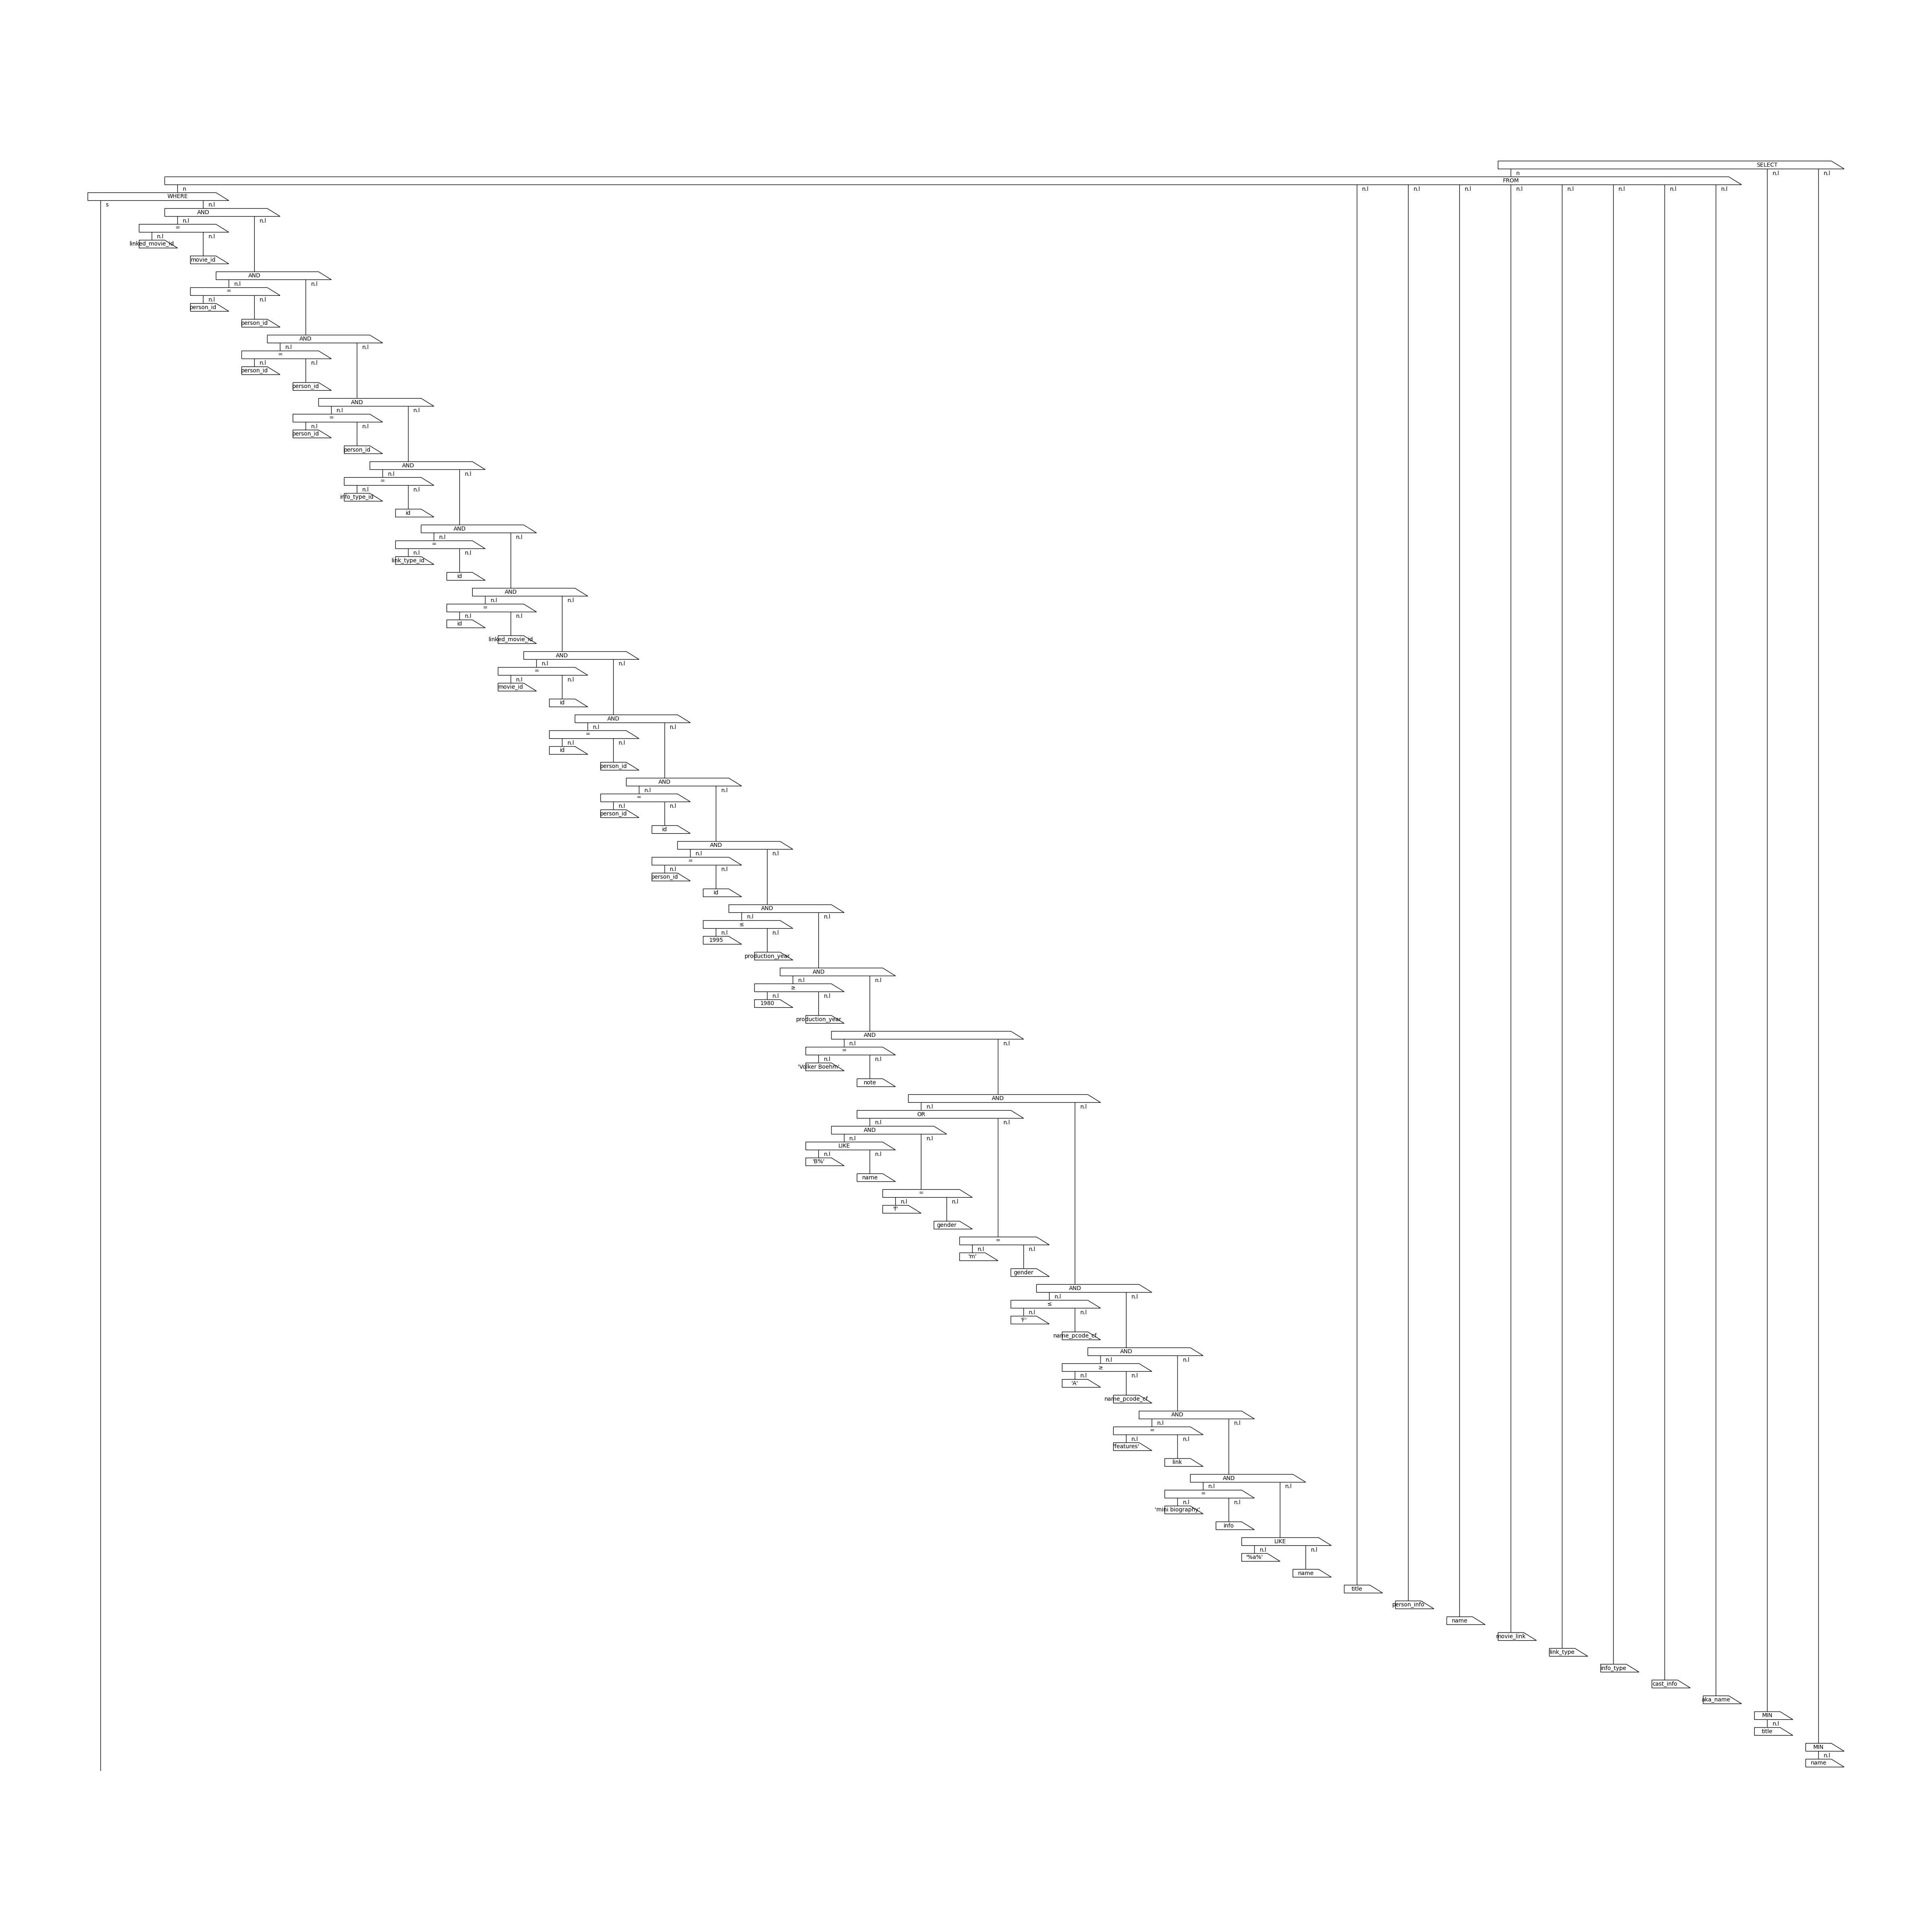 SELECT
n n.l n.l
FROM
n n.l n.l n.l n.l n.l n.l n.l n.l
WHERE
s n.l
AND
n.l n.l
=
n.l n.l
linked_movie_id
movie_id
AND
n.l n.l
=
n.l n.l
person_id
person_id
AND
n.l n.l
=
n.l n.l
person_id
person_id
AND
n.l n.l
=
n.l n.l
person_id
person_id
AND
n.l n.l
=
n.l n.l
info_type_id
id
AND
n.l n.l
=
n.l n.l
link_type_id
id
AND
n.l n.l
=
n.l n.l
id
linked_movie_id
AND
n.l n.l
=
n.l n.l
movie_id
id
AND
n.l n.l
=
n.l n.l
id
person_id
AND
n.l n.l
=
n.l n.l
person_id
id
AND
n.l n.l
=
n.l n.l
person_id
id
AND
n.l n.l
≤
n.l n.l
1995
production_year
AND
n.l n.l
≥
n.l n.l
1980
production_year
AND
n.l n.l
=
n.l n.l
'Volker Boehm'
note
AND
n.l n.l
OR
n.l n.l
AND
n.l n.l
LIKE
n.l n.l
'B%'
name
=
n.l n.l
'f'
gender
=
n.l n.l
'm'
gender
AND
n.l n.l
≤
n.l n.l
'F'
name_pcode_cf
AND
n.l n.l
≥
n.l n.l
'A'
name_pcode_cf
AND
n.l n.l
=
n.l n.l
'features'
link
AND
n.l n.l
=
n.l n.l
'mini biography'
info
LIKE
n.l n.l
'%a%'
name
title
person_info
name
movie_link
link_type
info_type
cast_info
aka_name
MIN
n.l
title
MIN
n.l
name